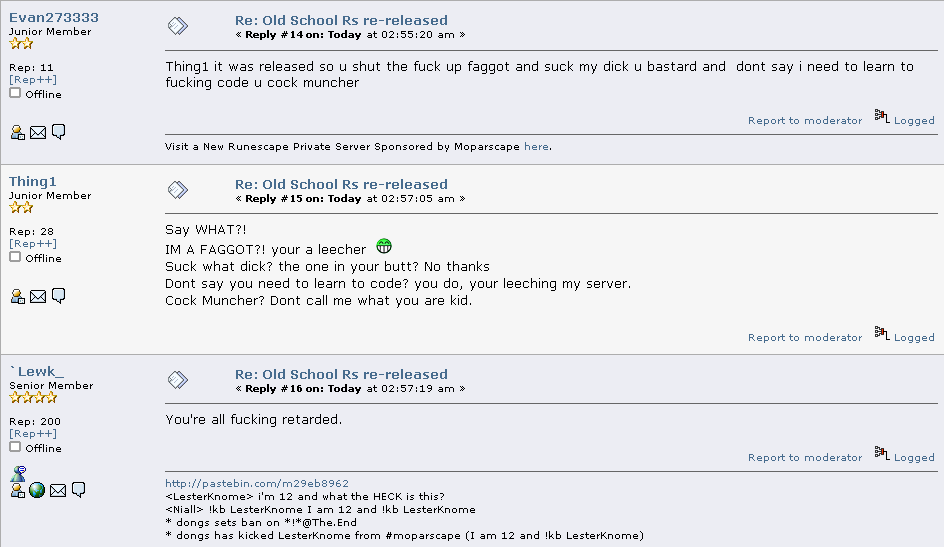 Evan273333
Junior Member
Rep: 11
[Rep++]
Offline
Re: Old School Rs re-released
« Reply #14 on: Today at 02:55:20 am »
Thing1 it was released so u shut the fuck up faggot and suck my dick u bastard and  dont say i need to learn to
fucking code u cock muncher
Report to moderator Logged
Visit a New Runescape Private Server Sponsored by Moparscape here.
Thing1
Junior Member
Rep: 28
[Rep++]
Offline
Re: Old School Rs re-released
« Reply #15 on: Today at 02:57:05 am »
Say WHAT?!
IM A FAGGOT?! your a leecher
Suck what dick? the one in your butt? No thanks
Dont say you need to learn to code? you do, your leeching my server.
Cock Muncher? Dont call me what you are kid.
Report to moderator Logged
`Lewk_
Senior Member
Rep: 200
[Rep++]
Offline
Re: Old School Rs re-released
« Reply #16 on: Today at 02:57:19 am »
You're all fucking retarded.
Report to moderator Logged
http://pastebin.com/m29eb8962
<LesterKnome> i'm 12 and what the HECK is this?
<Niall> !kb LesterKnome I am 12 and !kb LesterKnome
* dongs sets ban on *!*@The.End
* dongs has kicked LesterKnome from #moparscape (I am 12 and !kb LesterKnome)